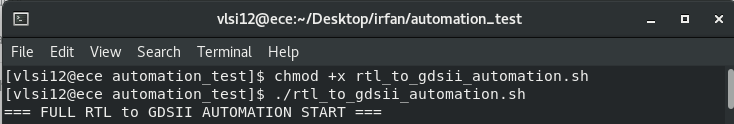 vlsi12@ece:~/Desktop/irfan/automation_test
File Edit View Search Terminal Help
[vlsi12@ece automation_test]$ chmod +x rtl_to_gdsii_automation.sh
[vlsi12@ece automation_test]$ ./rtl_to_gdsii_automation.sh
=== FULL RTL to GDSII AUTOMATION START ===